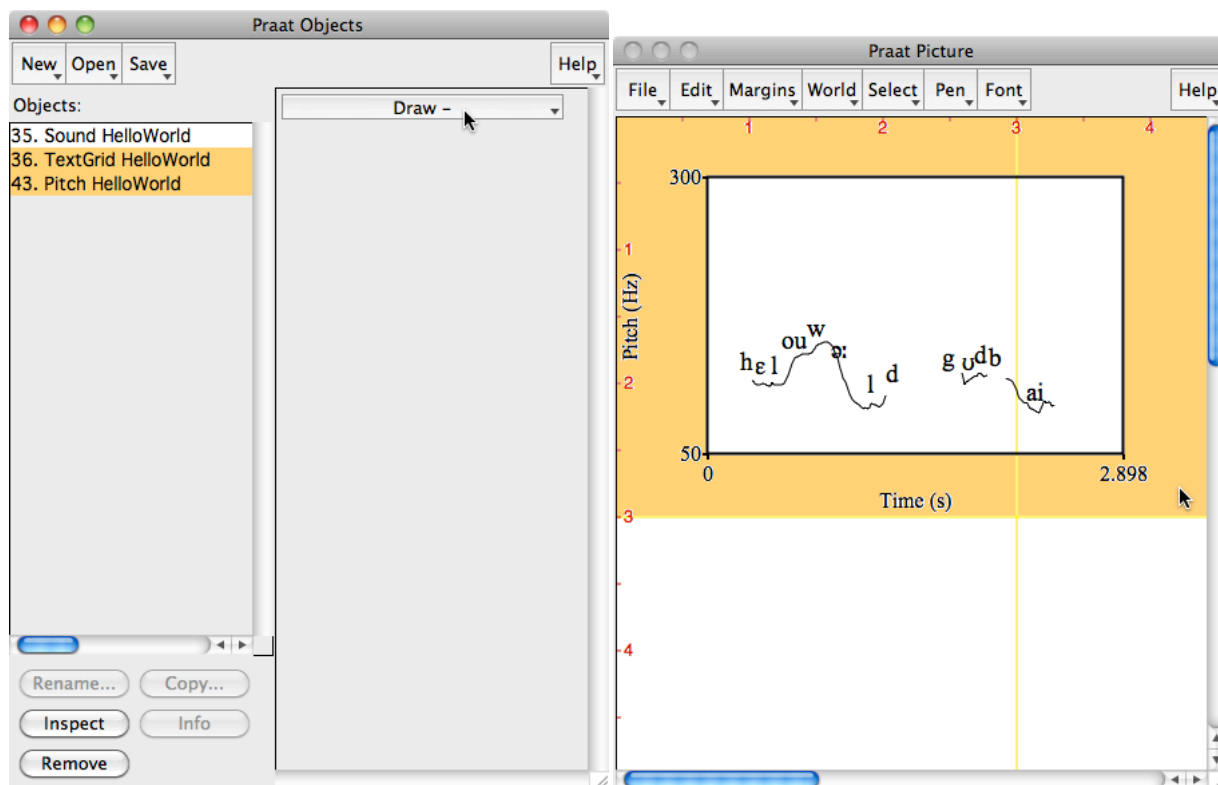 Praat Objects
New Open Save Help
Objects:
35. Sound HelloWorld
36. TextGrid HelloWorld
43. Pitch HelloWorld
Draw –
Rename... Copy...
Inspect Info
Remove
Praat Picture
File Edit Margins World Select Pen Font Help
1 2 3 4
300
1
Pitch (Hz)
h ɛ l ou w ə: l d g ʊ d b ai
2
50
0 2.898
Time (s)
3
4